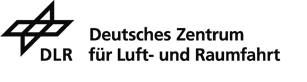 DLR
Deutsches Zentrum
für Luft- und Raumfahrt